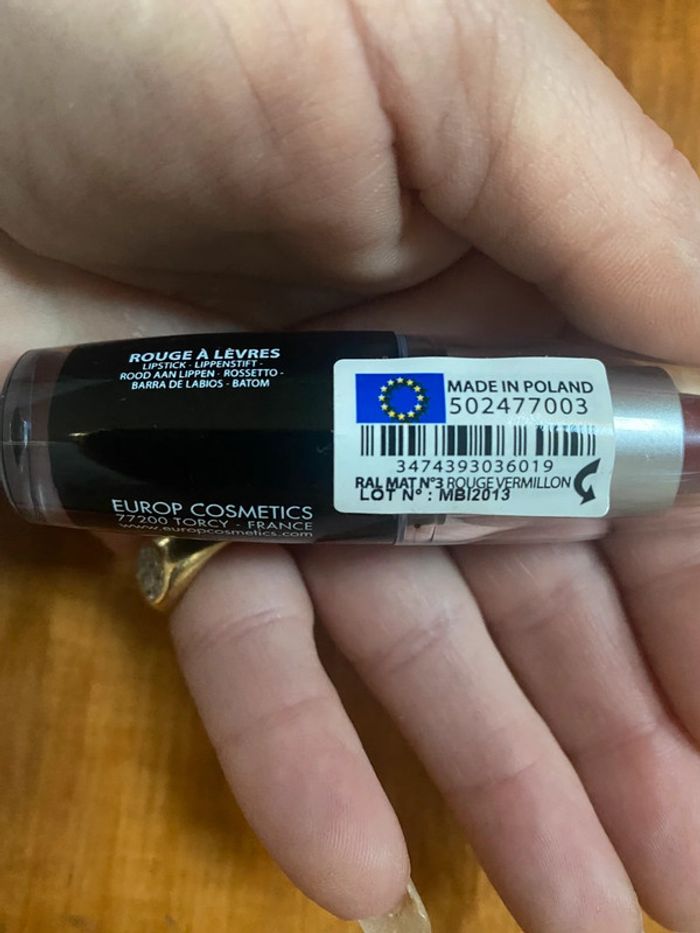 ROUGE À LÈVRES
LIPSTICK - LIPPENSTIFT -
ROOD AAN LIPPEN - ROSSETTO -
BARRA DE LABIOS - BATOM
EUROP COSMETICS
77200 TORCY - FRANCE
www.europcosmetics.com
MADE IN POLAND
502477003
3474393036019
RAL MAT N°3 ROUGE VERMILLON
LOT N° : MBI2013